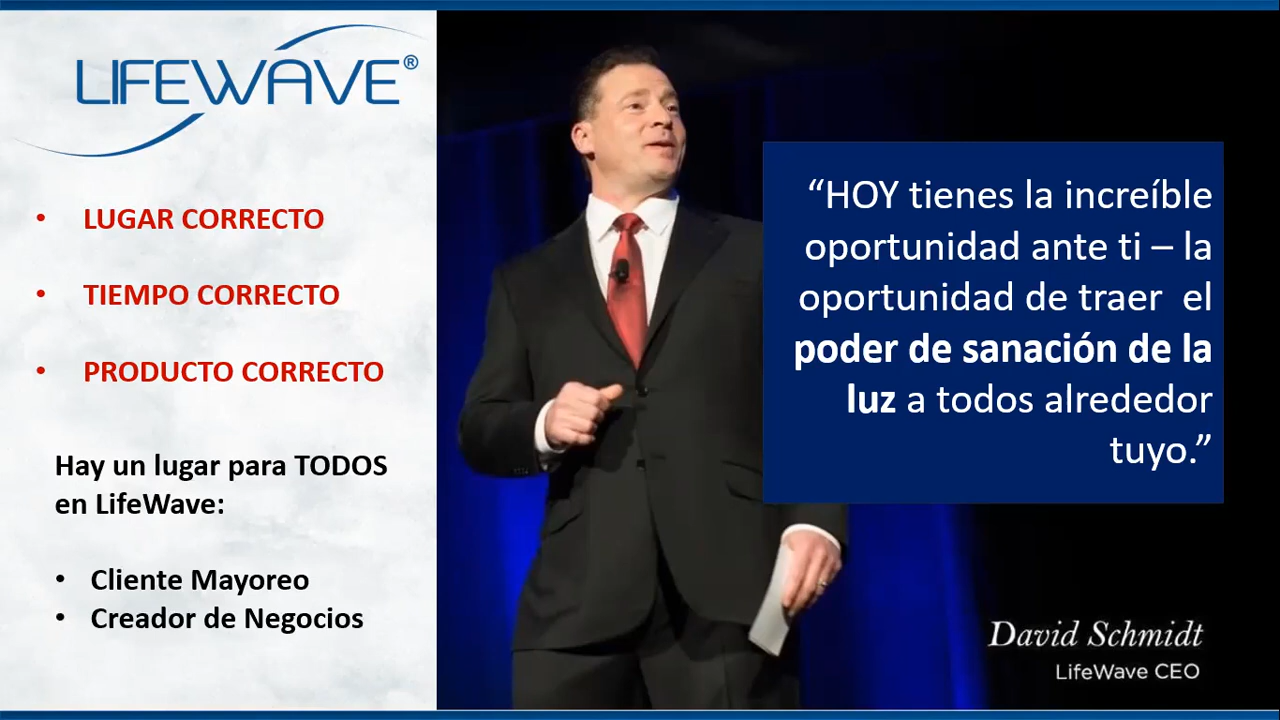 LIFEWAVE®
• LUGAR CORRECTO
• TIEMPO CORRECTO
• PRODUCTO CORRECTO
Hay un lugar para TODOS
en LifeWave:
• Cliente Mayoreo
• Creador de Negocios
“HOY tienes la increíble
oportunidad ante ti – la
oportunidad de traer el
poder de sanación de la
luz a todos alrededor
tuyo.”
David Schmidt
LifeWave CEO